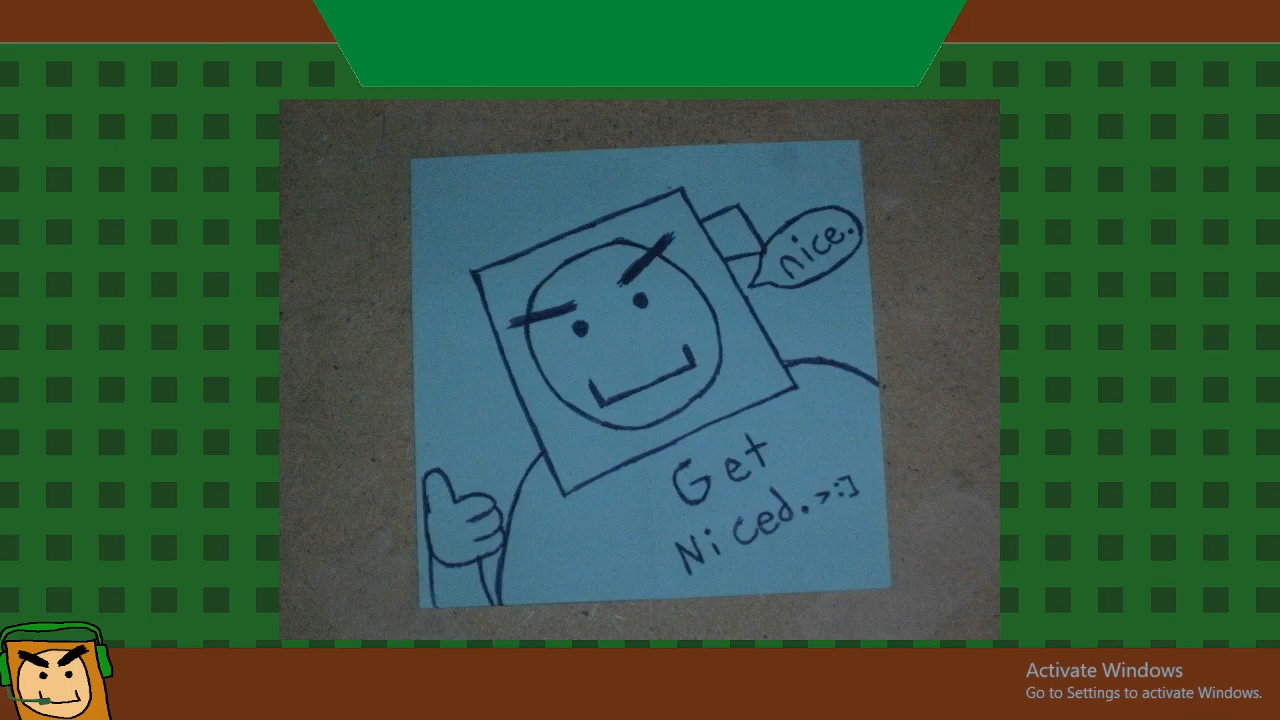 nice.
Get
Niced. >:]
Activate Windows
Go to Settings to activate Windows.